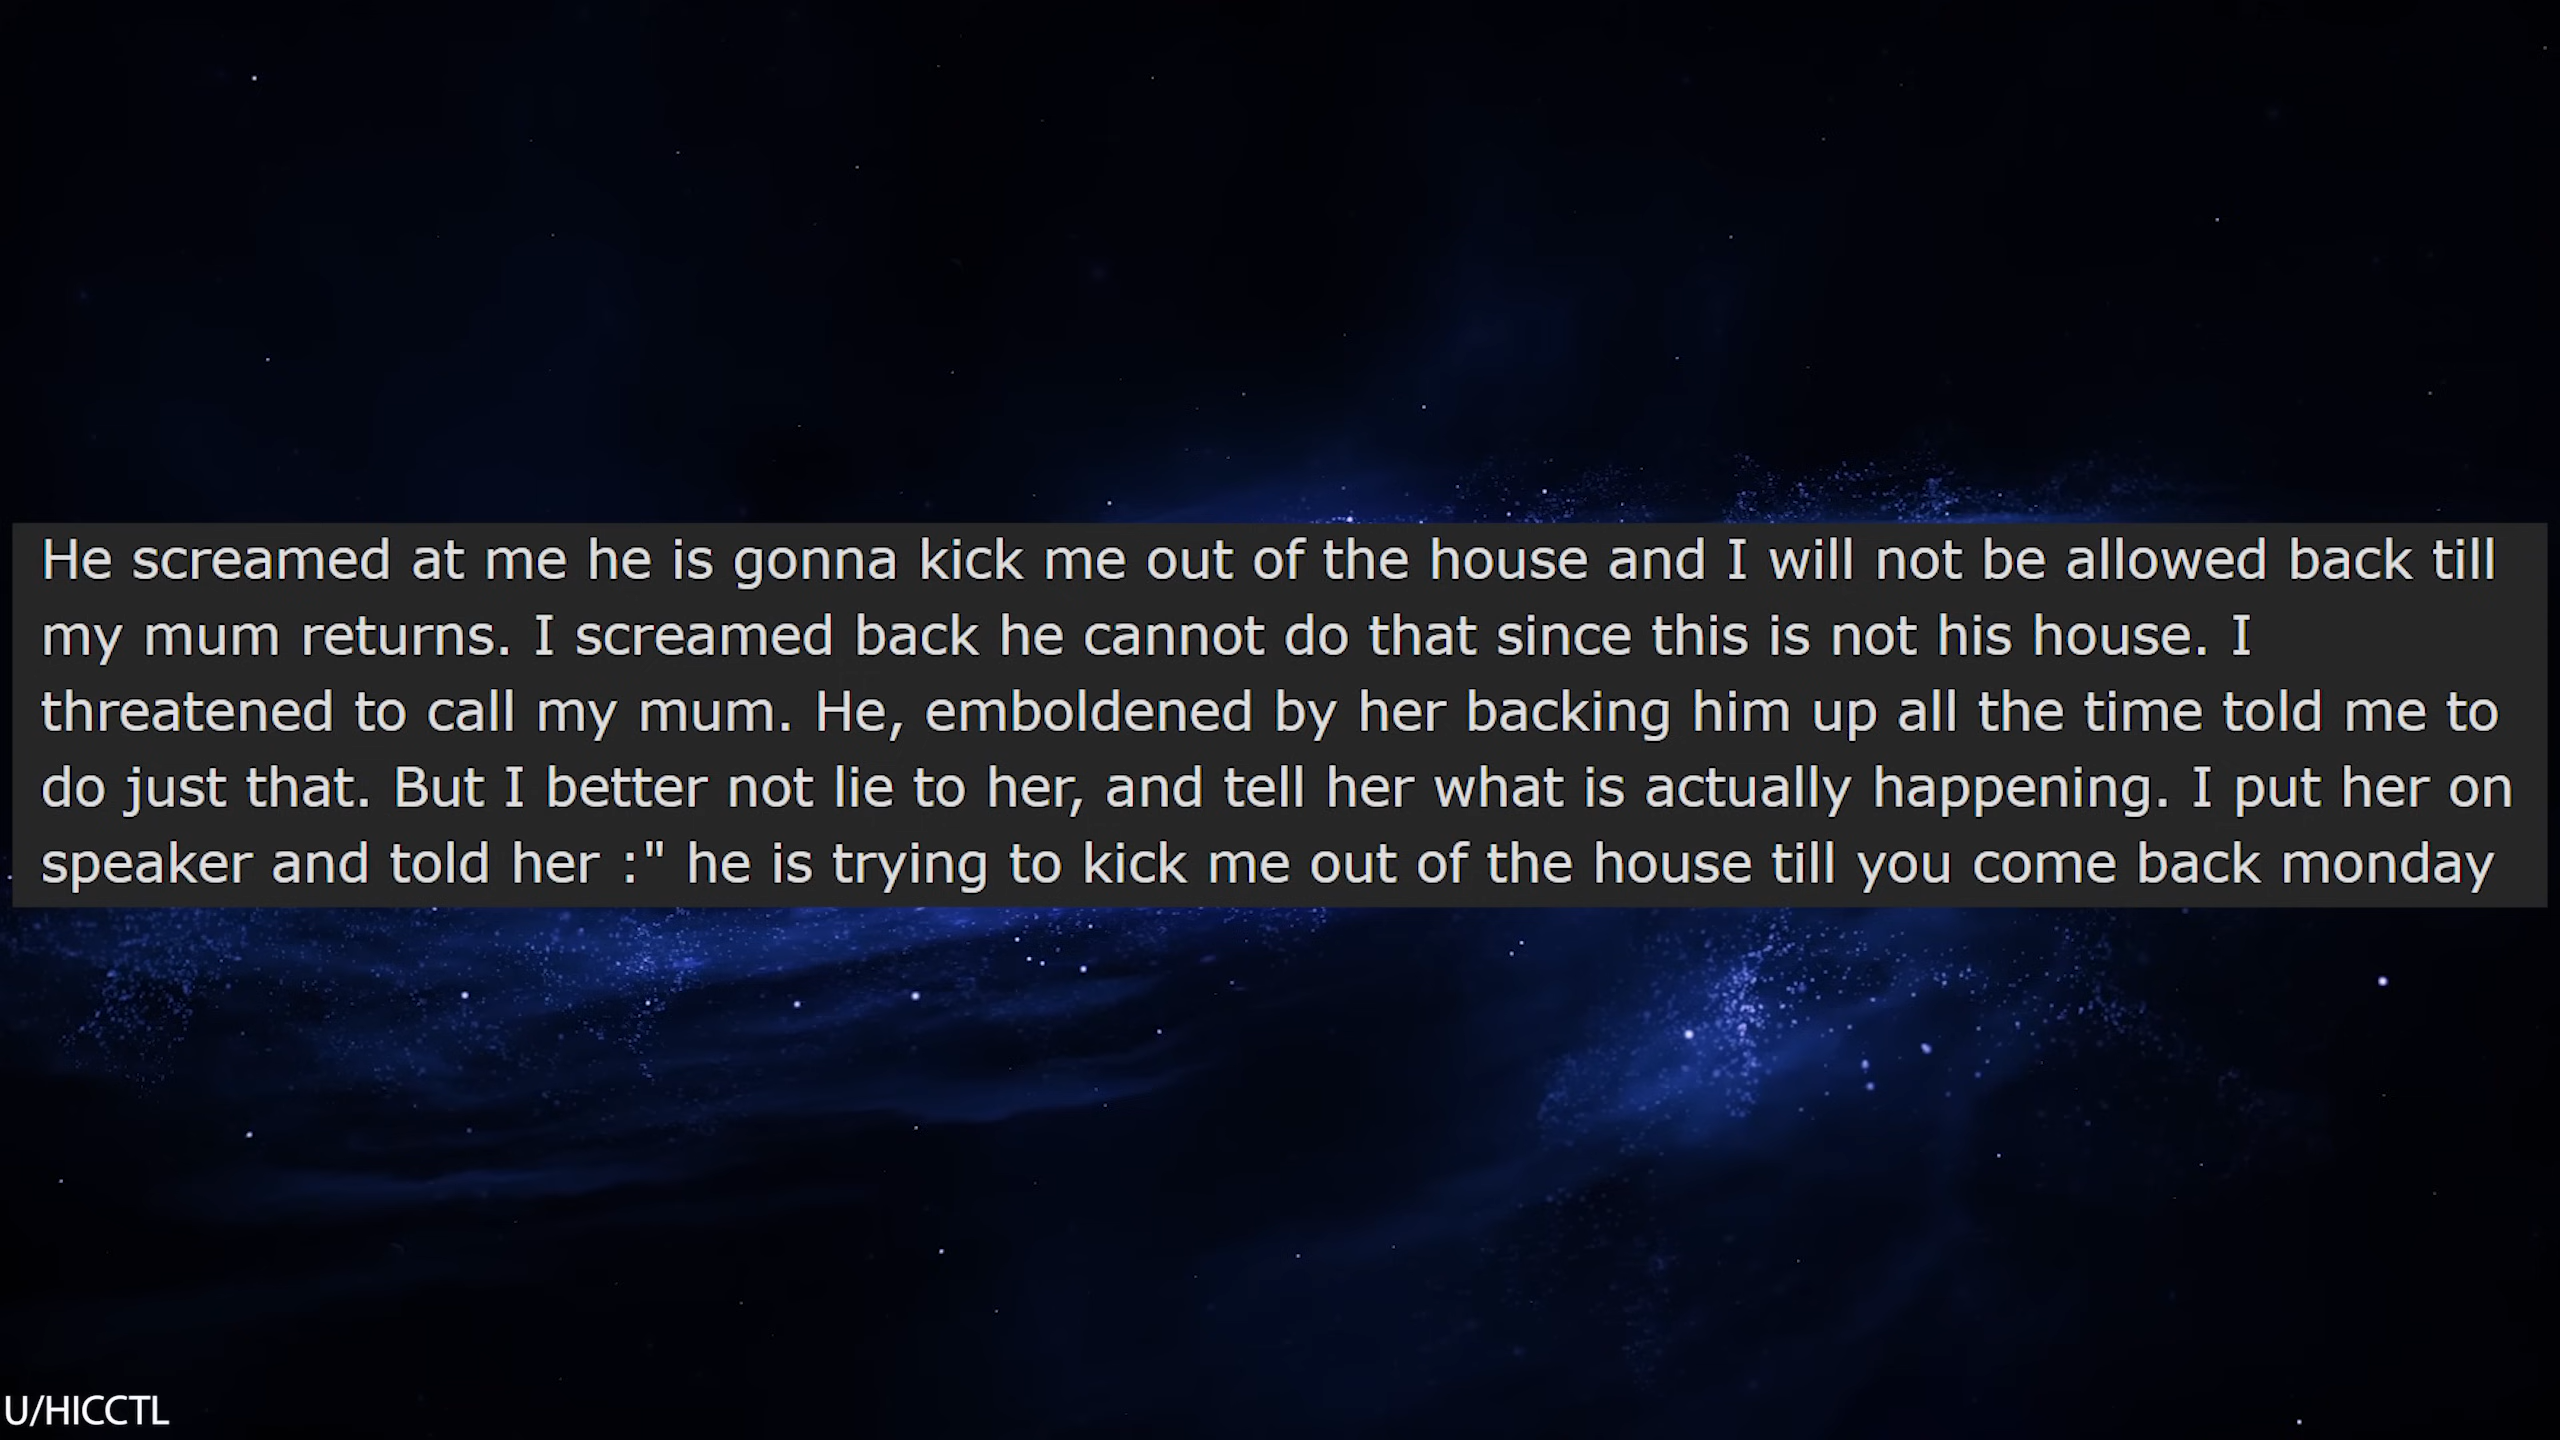 He screamed at me he is gonna kick me out of the house and I will not be allowed back till
my mum returns. I screamed back he cannot do that since this is not his house. I
threatened to call my mum. He, emboldened by her backing him up all the time told me to
do just that. But I better not lie to her, and tell her what is actually happening. I put her on
speaker and told her :" he is trying to kick me out of the house till you come back monday
U/HICCTL